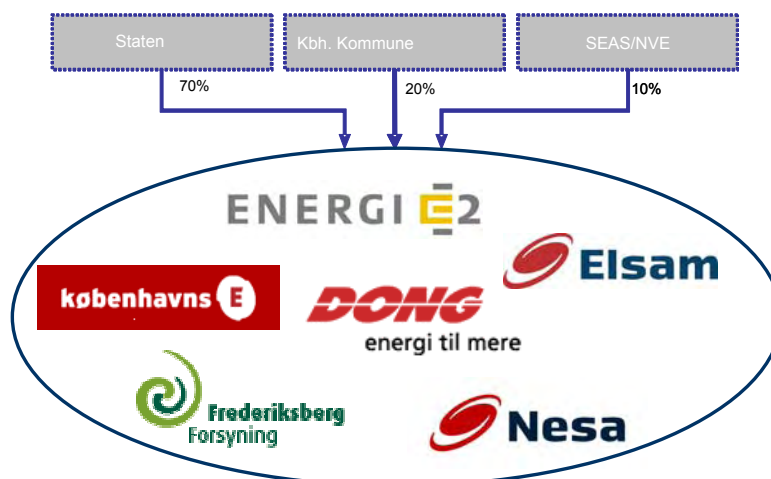 Staten
Kbh. Kommune
SEAS/NVE
70%
20%
10%
ENERGI E2
Elsam
københavns E
DONG
energi til mere
Frederiksberg
Forsyning
Nesa